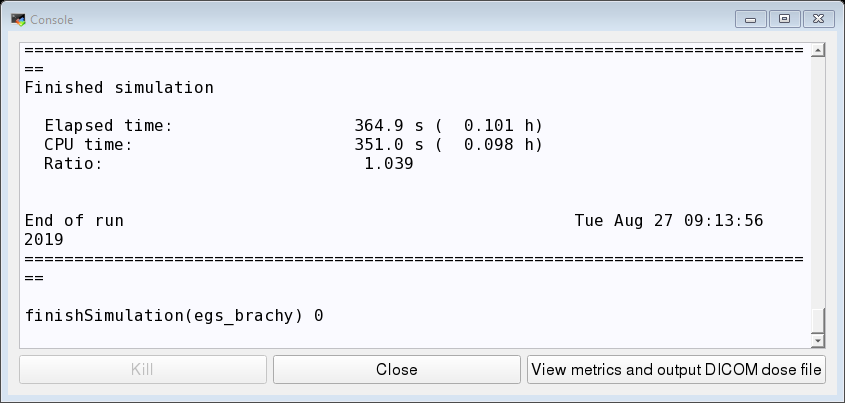 Console
==============================================================================
==
Finished simulation
Elapsed time: 364.9 s ( 0.101 h)
CPU time: 351.0 s ( 0.098 h)
Ratio: 1.039
End of run Tue Aug 27 09:13:56
2019
==============================================================================
==
finishSimulation(egs_brachy) 0
Kill Close View metrics and output DICOM dose file